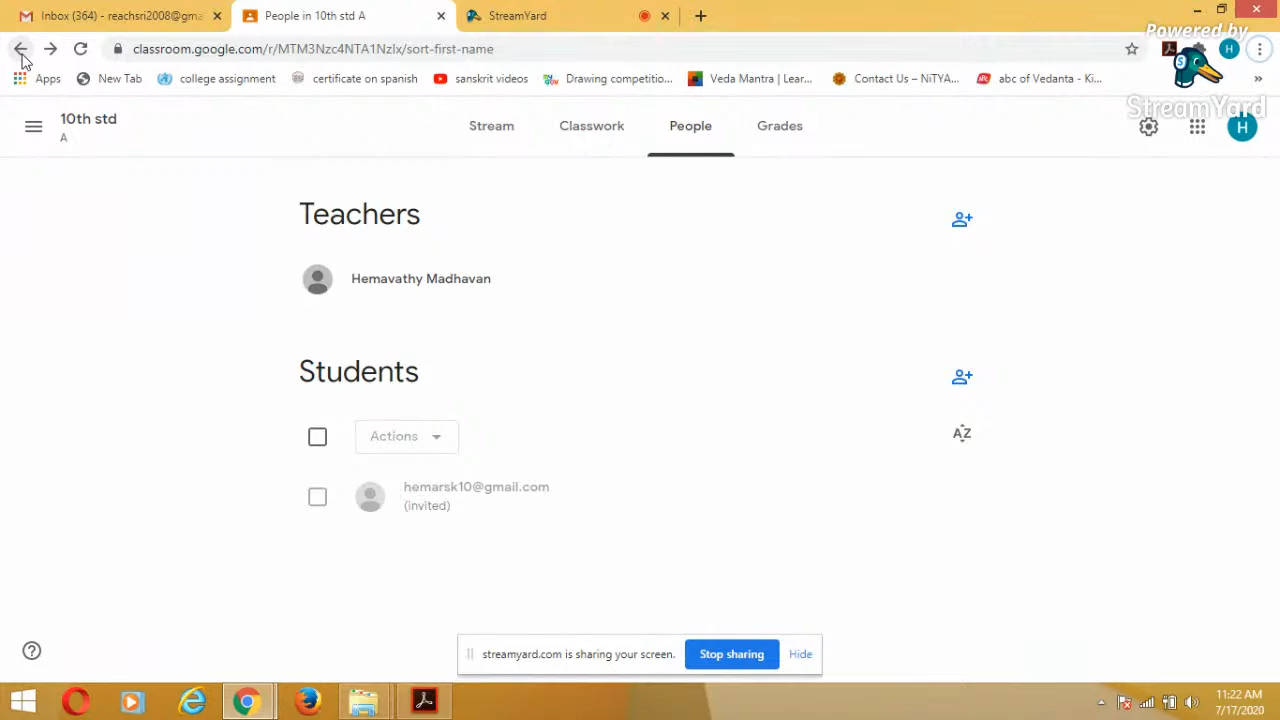 Inbox (364) - reachsri2008@gma
People in 10th std A
StreamYard
classroom.google.com/r/MTM3Nzc4NTA1Nzlx/sort-first-name
H
Powered by
StreamYard
Apps
New Tab
college assignment
certificate on spanish
sanskrit videos
Drawing competitio...
Veda Mantra | Lear...
Contact Us – NiTYA...
abc of Vedanta - Ki...
»
10th std
A
Stream
Classwork
People
Grades
H
Teachers
Hemavathy Madhavan
Students
Actions
AZ
hemarsk10@gmail.com
(invited)
streamyard.com is sharing your screen.
Stop sharing
Hide
11:22 AM
7/17/2020